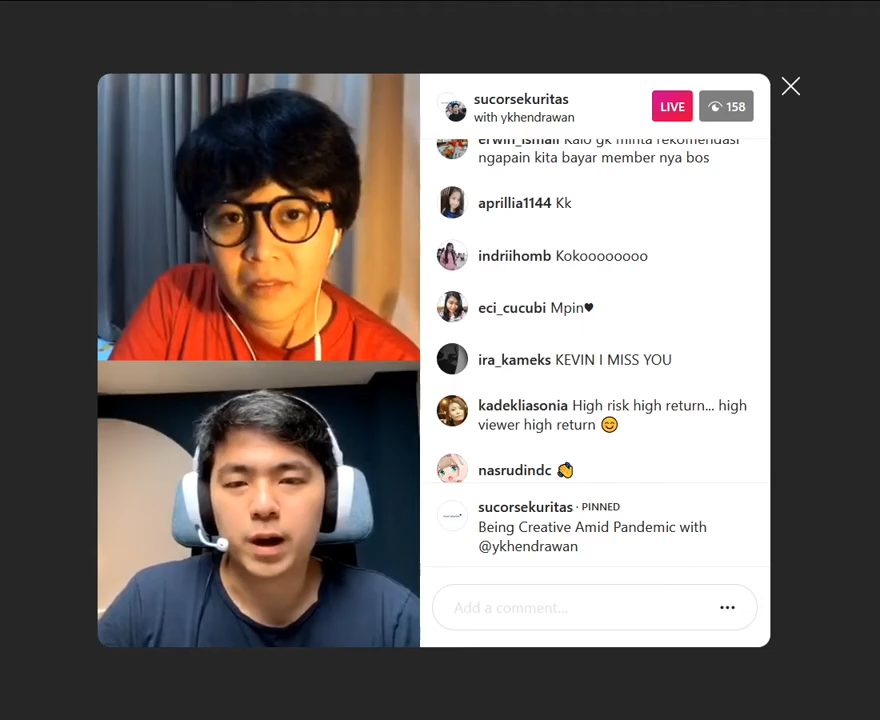 sucorsekuritas
with ykhendrawan
LIVE
158
erwin_ismail Kalo gk minta rekomendasi
ngapain kita bayar member nya bos
aprillia1144 Kk
indriihomb Kokoooooooo
eci_cucubi Mpin♥
ira_kameks KEVIN I MISS YOU
kadekliasonia High risk high return... high
viewer high return 😊
nasrudindc 👏
sucorsekuritas · PINNED
Being Creative Amid Pandemic with
@ykhendrawan
Add a comment...